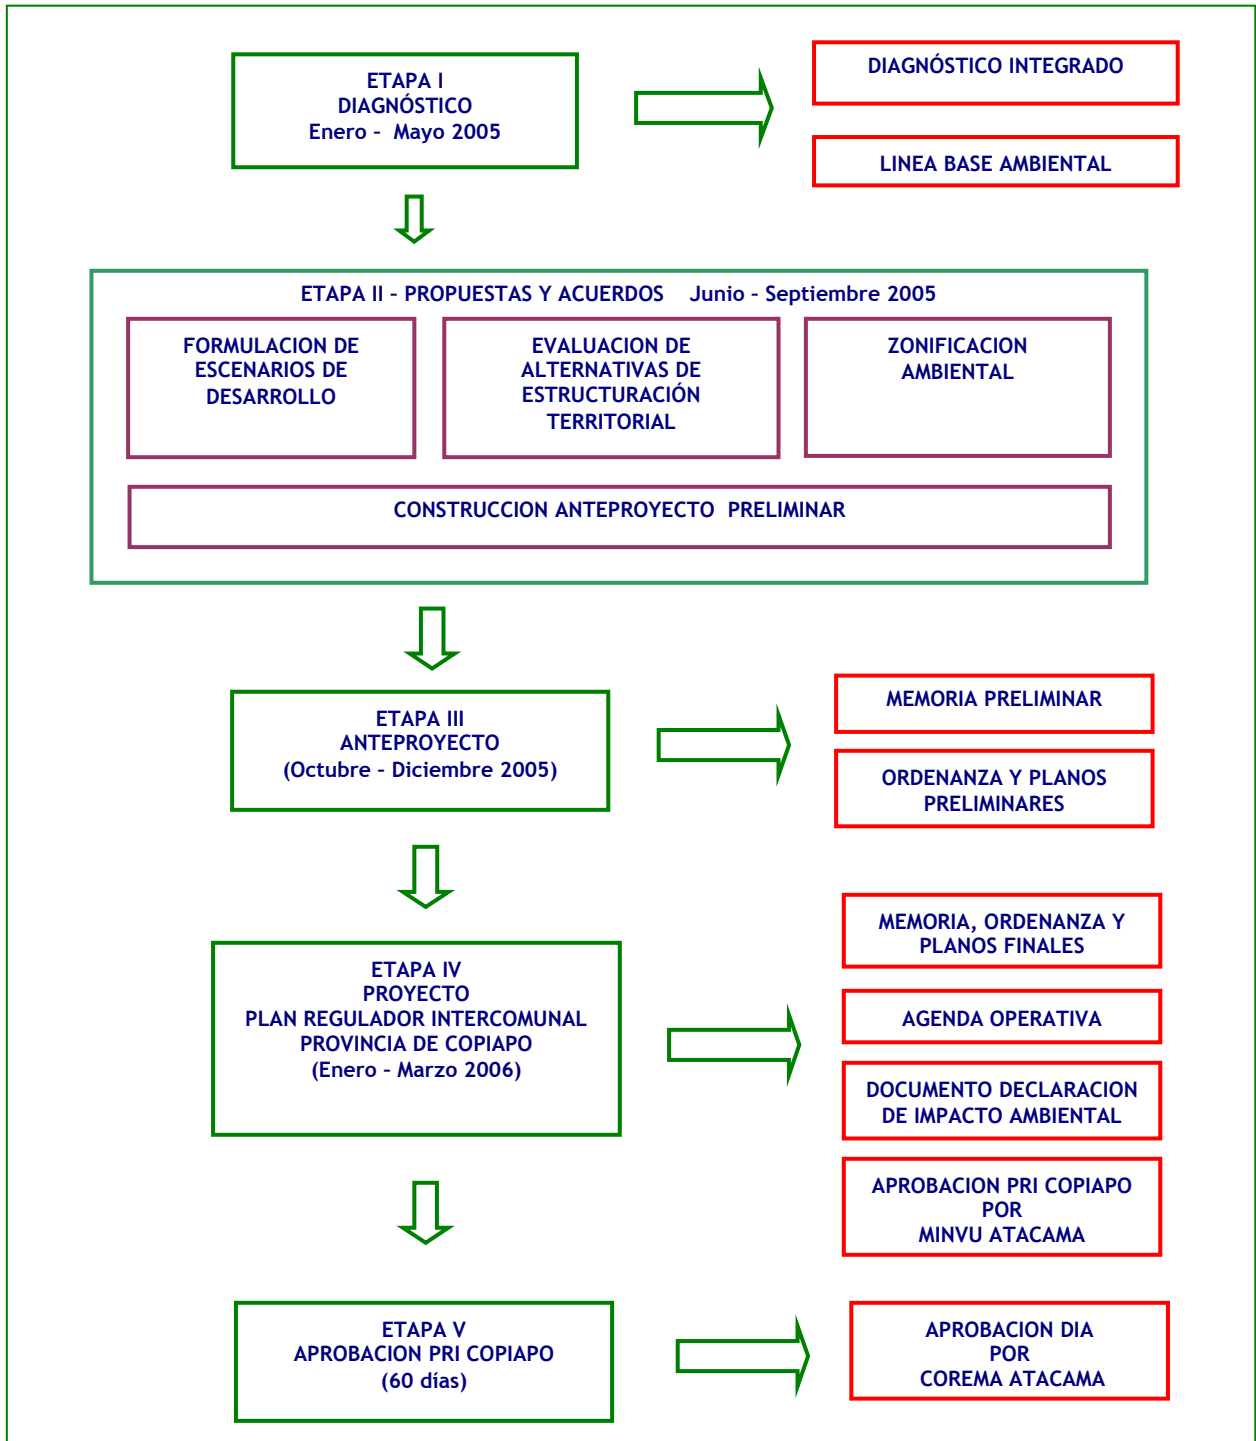 ETAPA I
DIAGNÓSTICO
Enero - Mayo 2005
DIAGNÓSTICO INTEGRADO
LINEA BASE AMBIENTAL
ETAPA II - PROPUESTAS Y ACUERDOS Junio - Septiembre 2005
FORMULACION DE
ESCENARIOS DE
DESARROLLO
EVALUACION DE
ALTERNATIVAS DE
ESTRUCTURACIÓN
TERRITORIAL
ZONIFICACION
AMBIENTAL
CONSTRUCCION ANTEPROYECTO PRELIMINAR
ETAPA III
ANTEPROYECTO
(Octubre - Diciembre 2005)
MEMORIA PRELIMINAR
ORDENANZA Y PLANOS
PRELIMINARES
ETAPA IV
PROYECTO
PLAN REGULADOR INTERCOMUNAL
PROVINCIA DE COPIAPO
(Enero - Marzo 2006)
MEMORIA, ORDENANZA Y
PLANOS FINALES
AGENDA OPERATIVA
DOCUMENTO DECLARACION
DE IMPACTO AMBIENTAL
APROBACION PRI COPIAPO
POR
MINVU ATACAMA
ETAPA V
APROBACION PRI COPIAPO
(60 días)
APROBACION DIA
POR
COREMA ATACAMA